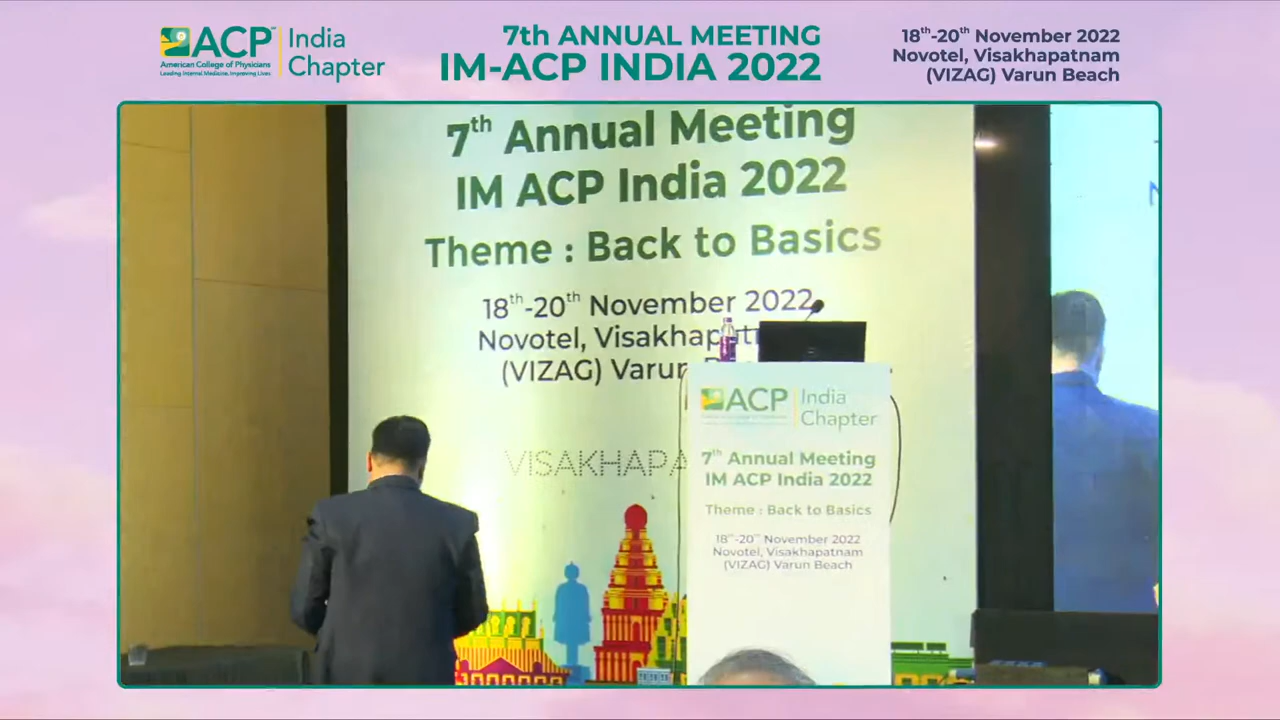 ACP™
American College of Physicians
Leading Internal Medicine, Improving Lives
India
Chapter
7th ANNUAL MEETING
IM-ACP INDIA 2022
18th-20th November 2022
Novotel, Visakhapatnam
(VIZAG) Varun Beach
7th Annual Meeting
IM ACP India 2022
Theme : Back to Basics
18th-20th November 2022
Novotel, Visakhapatn
(VIZAG) Varun
VISAKHAPA
ACP
India
Chapter
7th Annual Meeting
IM ACP India 2022
Theme : Back to Basics
18th-20th November 2022
Novotel, Visakhapatnam
(VIZAG) Varun Beach